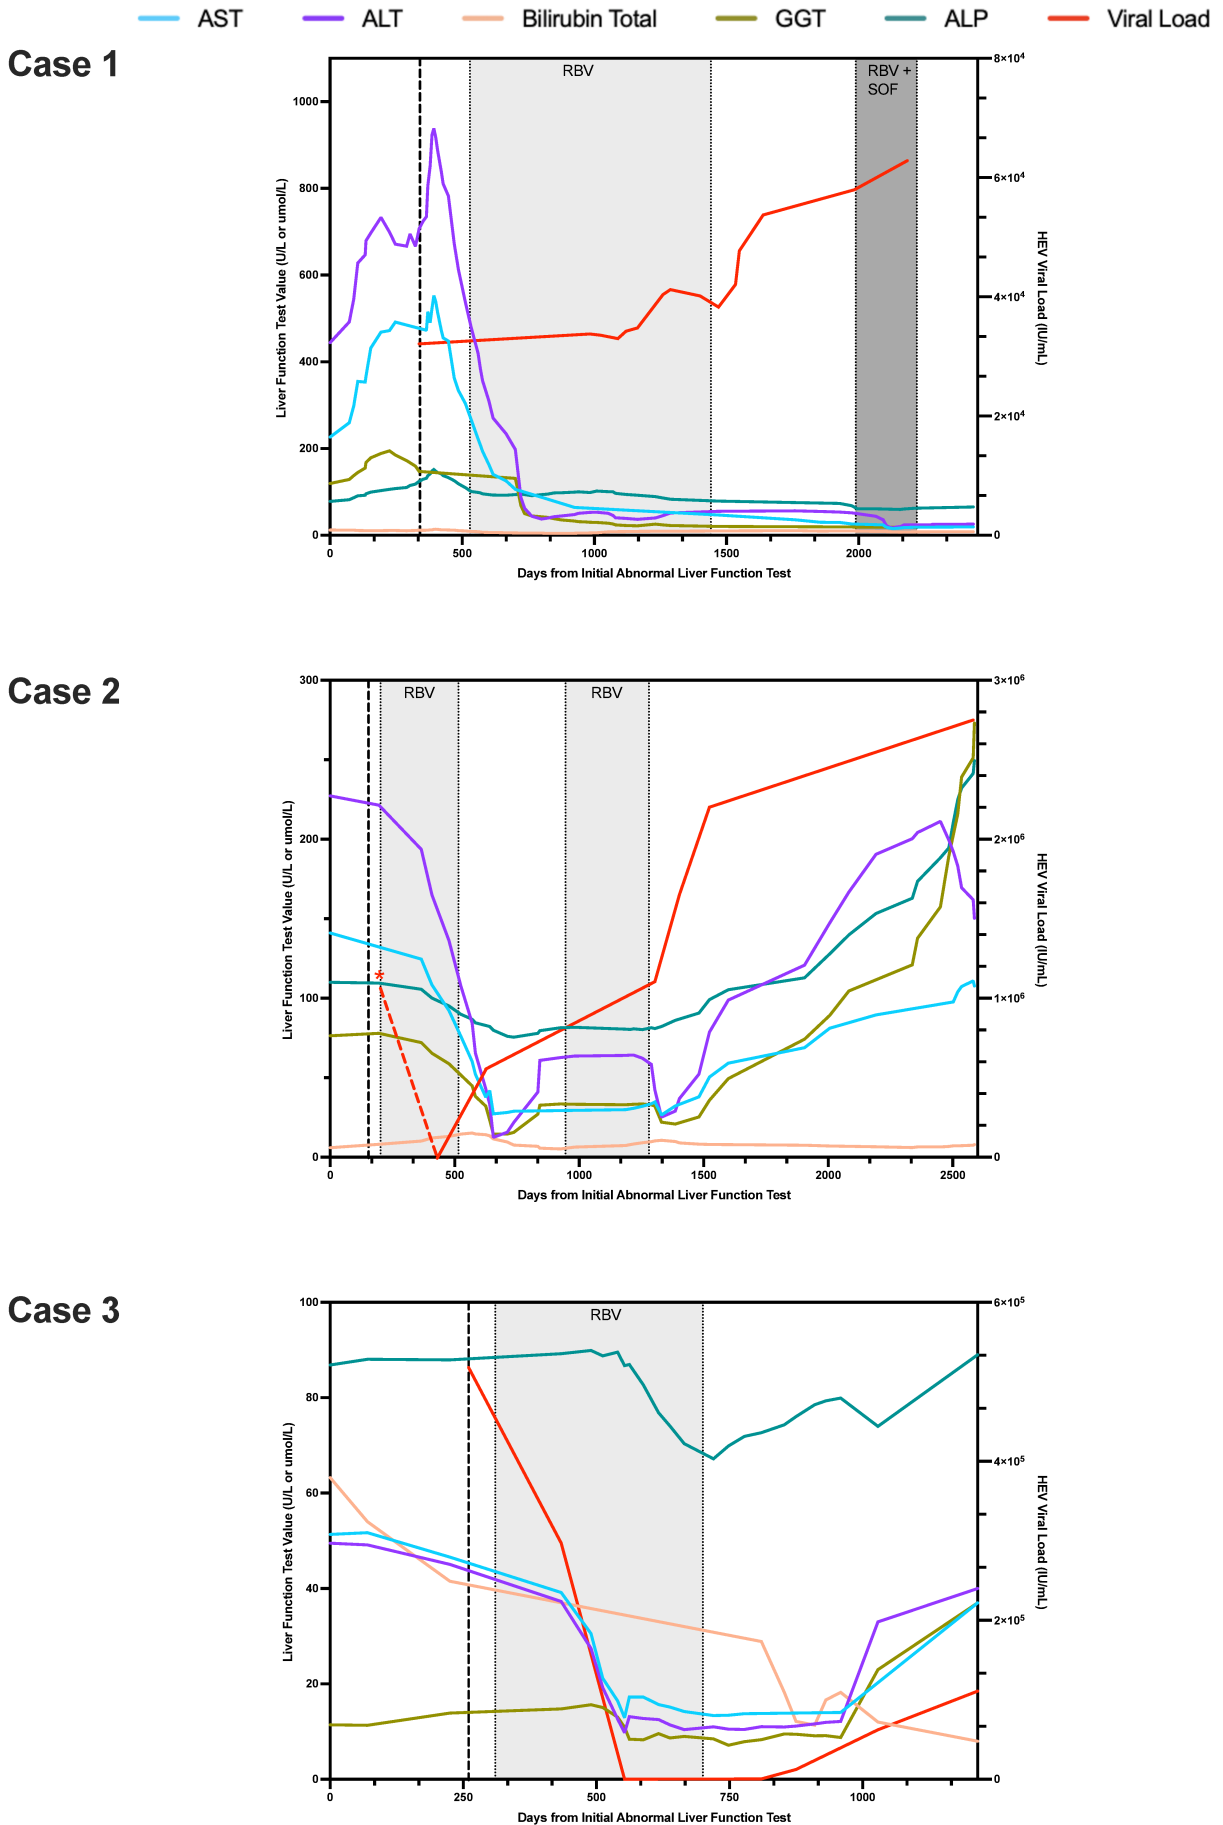 AST ALT Bilirubin Total GGT ALP Viral Load
Case 1
RBV
RBV +
SOF
Liver Function Test Value (U/L or umol/L)
1000
800
600
400
200
0
8×10⁴
6×10⁴
4×10⁴
2×10⁴
0
HEV Viral Load (IU/mL)
0 500 1000 1500 2000
Days from Initial Abnormal Liver Function Test
Case 2
RBV RBV
Liver Function Test Value (U/L or umol/L)
300
200
100
0
*
3×10⁶
2×10⁶
1×10⁶
0
HEV Viral Load (IU/mL)
0 500 1000 1500 2000 2500
Days from Initial Abnormal Liver Function Test
Case 3
RBV
Liver Function Test Value (U/L or umol/L)
100
80
60
40
20
0
6×10⁵
4×10⁵
2×10⁵
0
HEV Viral Load (IU/mL)
0 250 500 750 1000
Days from Initial Abnormal Liver Function Test